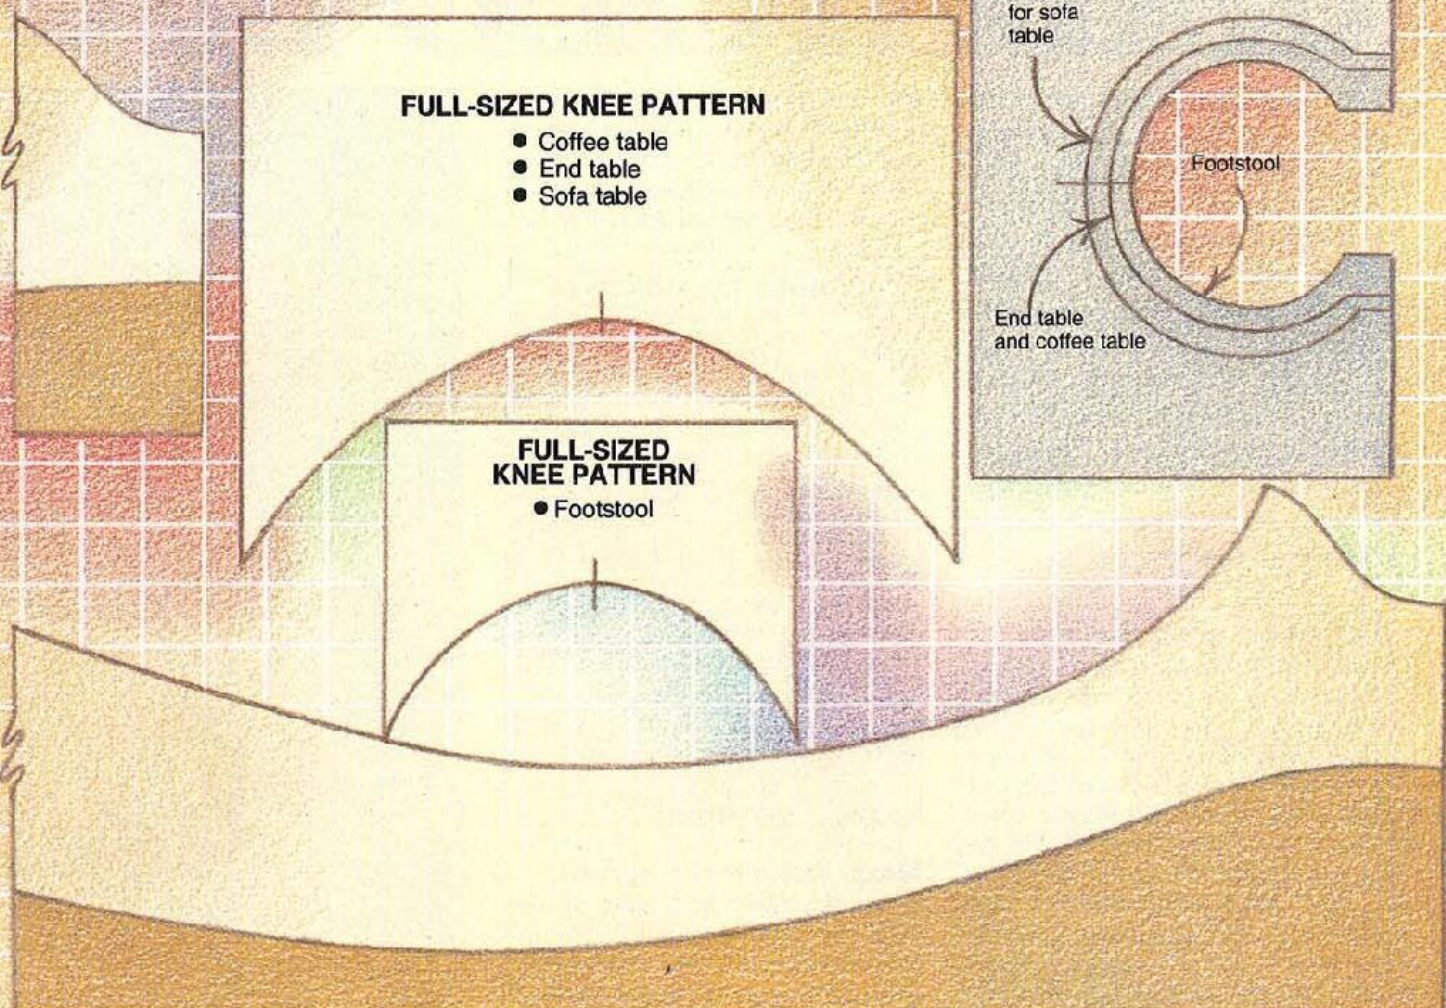 FULL-SIZED KNEE PATTERN
● Coffee table
● End table
● Sofa table
for sofa
table
Footstool
End table
and coffee table
FULL-SIZED
KNEE PATTERN
● Footstool